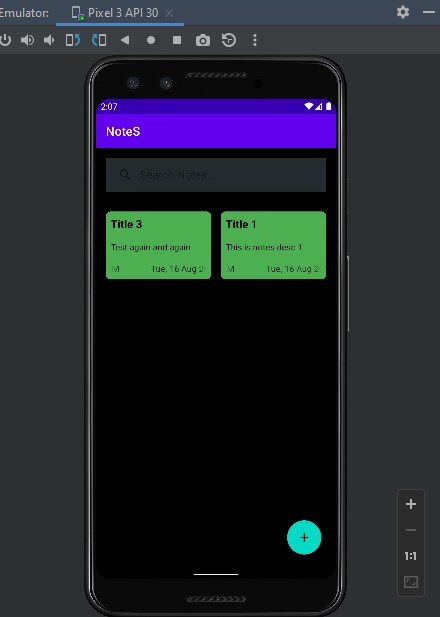 Emulator: Pixel 3 API 30
2:07
NoteS
Search Notes...
Title 3
Test again and again
M Tue, 16 Aug 2
Title 1
This is notes desc 1
M Tue, 16 Aug 2
1:1